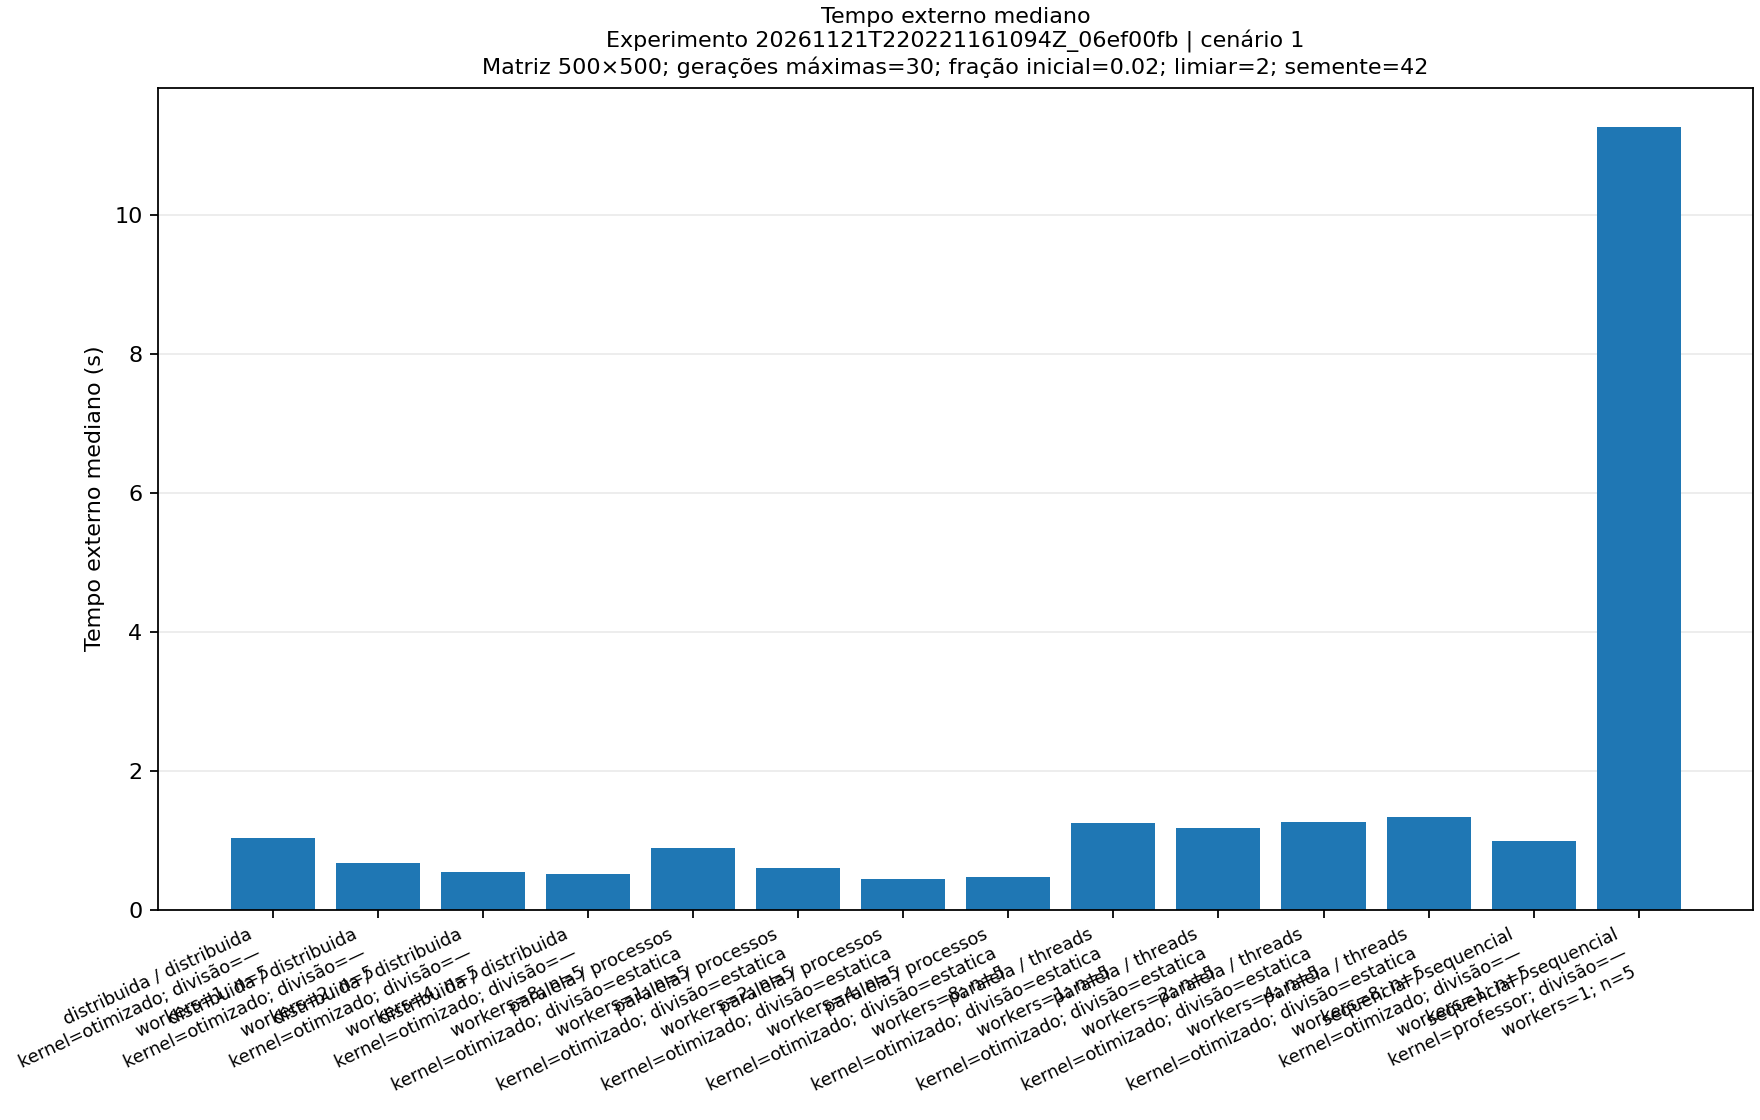 Tempo externo mediano
Experimento 20261121T220221161094Z_06ef00fb | cenário 1
Matriz 500×500; gerações máximas=30; fração inicial=0.02; limiar=2; semente=42
Tempo externo mediano (s)
10
8
6
4
2
0
distribuida / distribuida
kernel=otimizado; divisão=—
workers=1; n=5
distribuida / distribuida
kernel=otimizado; divisão=—
workers=2; n=5
distribuida / distribuida
kernel=otimizado; divisão=—
workers=4; n=5
distribuida / distribuida
kernel=otimizado; divisão=—
workers=8; n=5
paralela / processos
kernel=otimizado; divisão=estatica
workers=1; n=5
paralela / processos
kernel=otimizado; divisão=estatica
workers=2; n=5
paralela / processos
kernel=otimizado; divisão=estatica
workers=4; n=5
paralela / processos
kernel=otimizado; divisão=estatica
workers=8; n=5
paralela / threads
kernel=otimizado; divisão=estatica
workers=1; n=5
paralela / threads
kernel=otimizado; divisão=estatica
workers=2; n=5
paralela / threads
kernel=otimizado; divisão=estatica
workers=4; n=5
paralela / threads
kernel=otimizado; divisão=estatica
workers=8; n=5
sequencial / sequencial
kernel=otimizado; divisão=—
workers=1; n=5
sequencial / sequencial
kernel=professor; divisão=—
workers=1; n=5